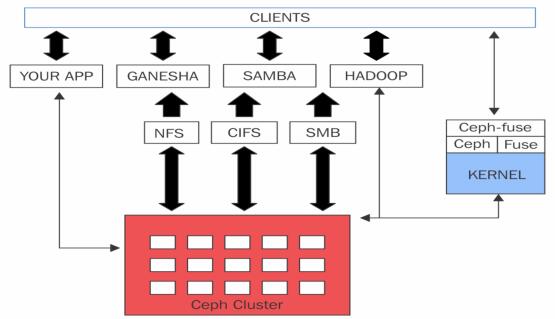 CLIENTS
YOUR APP
GANESHA
SAMBA
HADOOP
NFS
CIFS
SMB
Ceph-fuse
Ceph
Fuse
KERNEL
Ceph Cluster